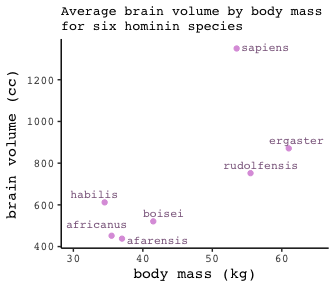 Average brain volume by body mass
for six hominin species
sapiens
1200
1000
ergaster
rudolfensis
800
habilis
600
boisei
africanus
afarensis
400
brain volume (cc)
30 40 50 60
body mass (kg)